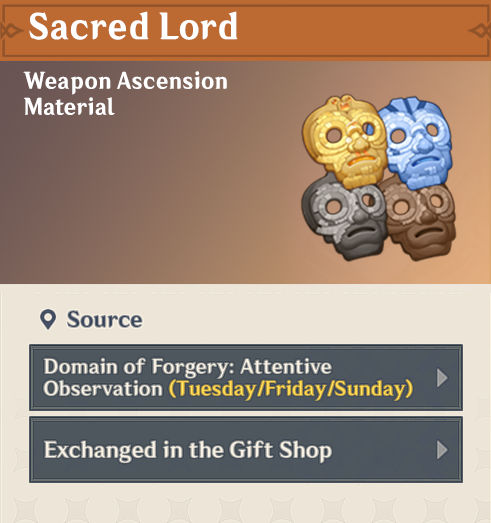 Sacred Lord
Weapon Ascension
Material
Source
Domain of Forgery: Attentive
Observation (Tuesday/Friday/Sunday)
Exchanged in the Gift Shop